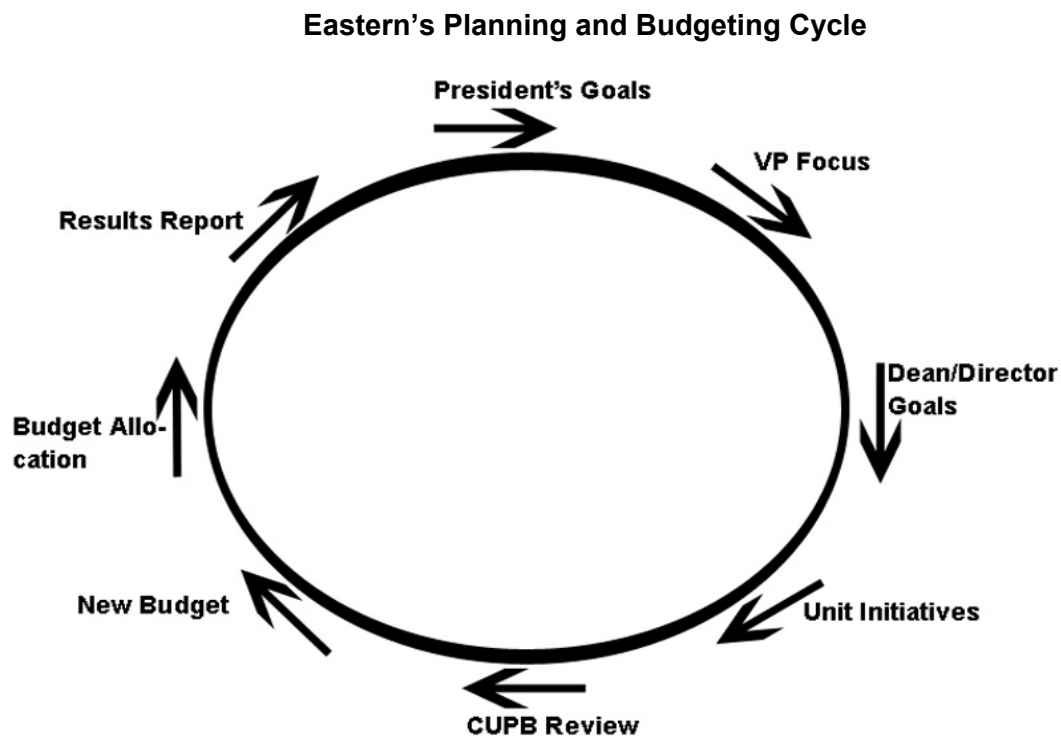 Eastern’s Planning and Budgeting Cycle
President’s Goals
VP Focus
Dean/Director
Goals
Unit Initiatives
CUPB Review
New Budget
Budget Allo-
cation
Results Report